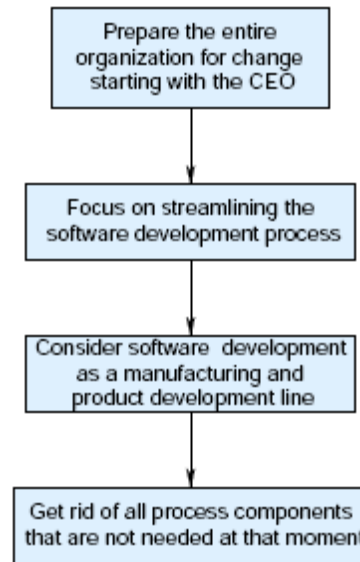 Prepare the entire
organization for change
starting with the CEO
Focus on streamlining the
software development process
Consider software development
as a manufacturing and
product development line
Get rid of all process components
that are not needed at that moment